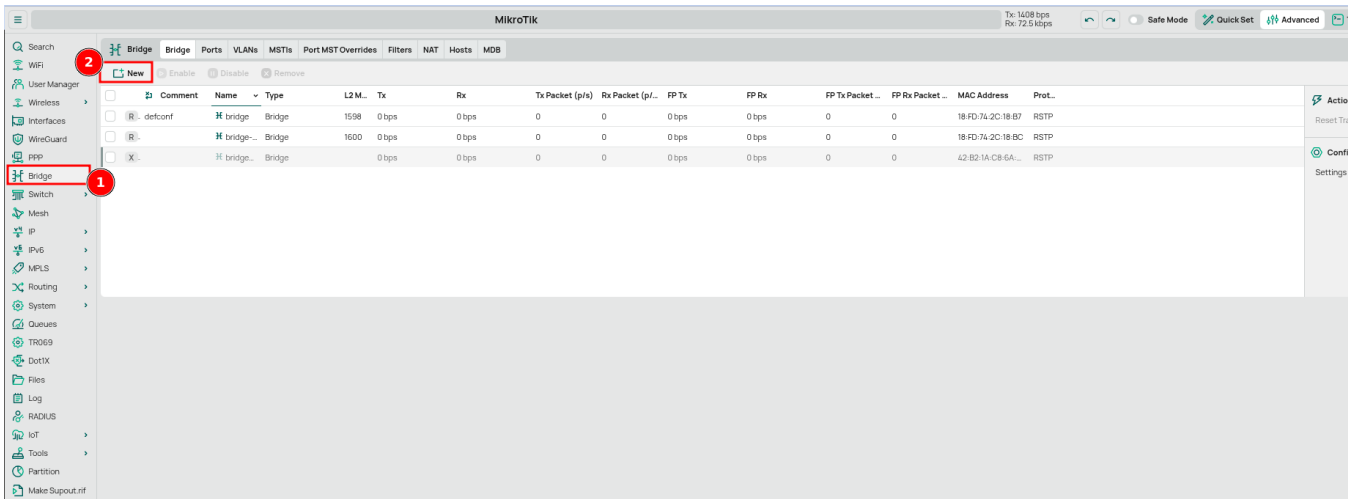 MikroTik
Tx: 1408 bps
Rx: 72.5 kbps
Safe Mode
Quick Set
Advanced
Search
WiFi
User Manager
Wireless
Interfaces
WireGuard
PPP
Bridge
Switch
Mesh
IP
IPv6
MPLS
Routing
System
Queues
TR069
Dot1X
Files
Log
RADIUS
IoT
Tools
Partition
Make Supout.rif
1
2
Bridge Bridge Ports VLANs MSTIs Port MST Overrides Filters NAT Hosts MDB
New Enable Disable Remove
Comment Name Type L2 M... Tx Rx Tx Packet (p/s) Rx Packet (p/... FP Tx FP Rx FP Tx Packet ... FP Rx Packet ... MAC Address Prot...
R defconf bridge Bridge 1598 0 bps 0 bps 0 0 0 bps 0 bps 0 0 18:FD:74:2C:18:B7 RSTP
R bridge-... Bridge 1600 0 bps 0 bps 0 0 0 bps 0 bps 0 0 18:FD:74:2C:18:BC RSTP
X bridge... Bridge 0 bps 0 bps 0 0 0 bps 0 bps 0 0 42:B2:1A:C8:6A:... RSTP
Actio
Reset Tra
Confi
Settings